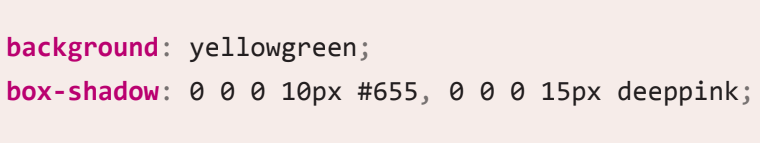 background: yellowgreen;
box-shadow: 0 0 0 10px #655, 0 0 0 15px deeppink;